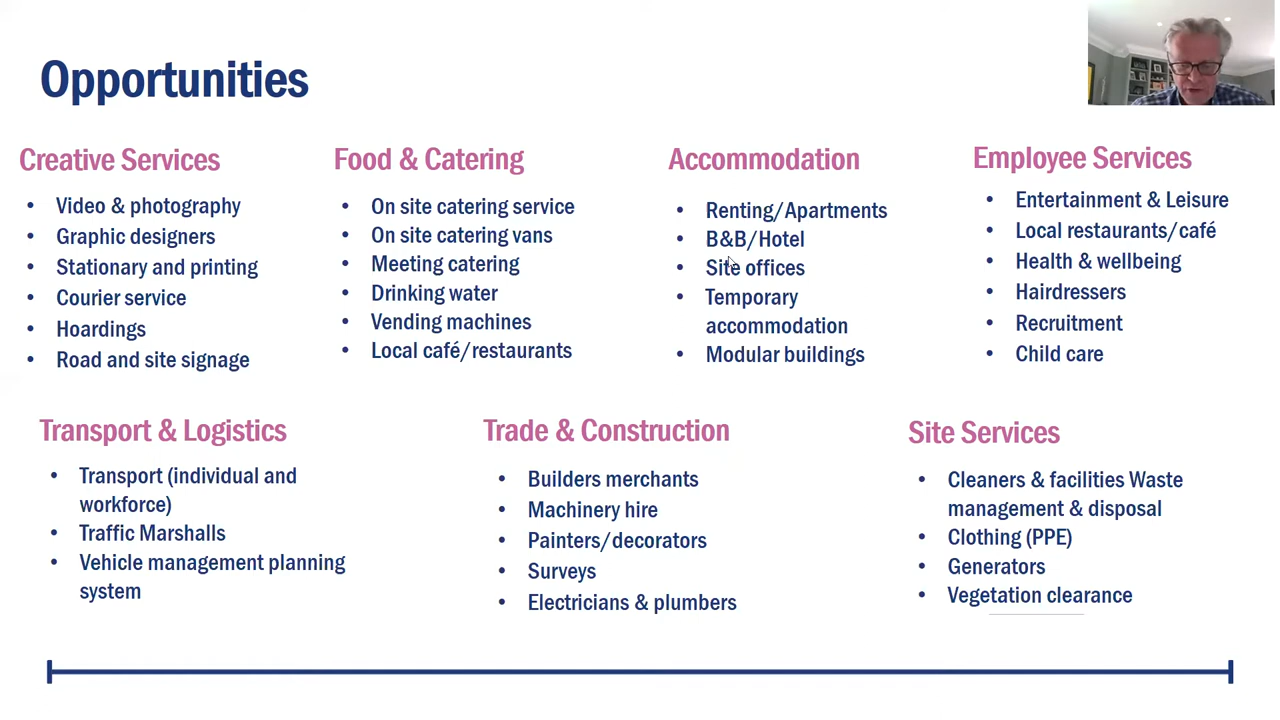 Opportunities
Creative Services
• Video & photography
• Graphic designers
• Stationary and printing
• Courier service
• Hoardings
• Road and site signage
Food & Catering
• On site catering service
• On site catering vans
• Meeting catering
• Drinking water
• Vending machines
• Local café/restaurants
Accommodation
• Renting/Apartments
• B&B/Hotel
• Site offices
• Temporary
accommodation
• Modular buildings
Employee Services
• Entertainment & Leisure
• Local restaurants/café
• Health & wellbeing
• Hairdressers
• Recruitment
• Child care
Transport & Logistics
• Transport (individual and
workforce)
• Traffic Marshalls
• Vehicle management planning
system
Trade & Construction
• Builders merchants
• Machinery hire
• Painters/decorators
• Surveys
• Electricians & plumbers
Site Services
• Cleaners & facilities Waste
management & disposal
• Clothing (PPE)
• Generators
• Vegetation clearance